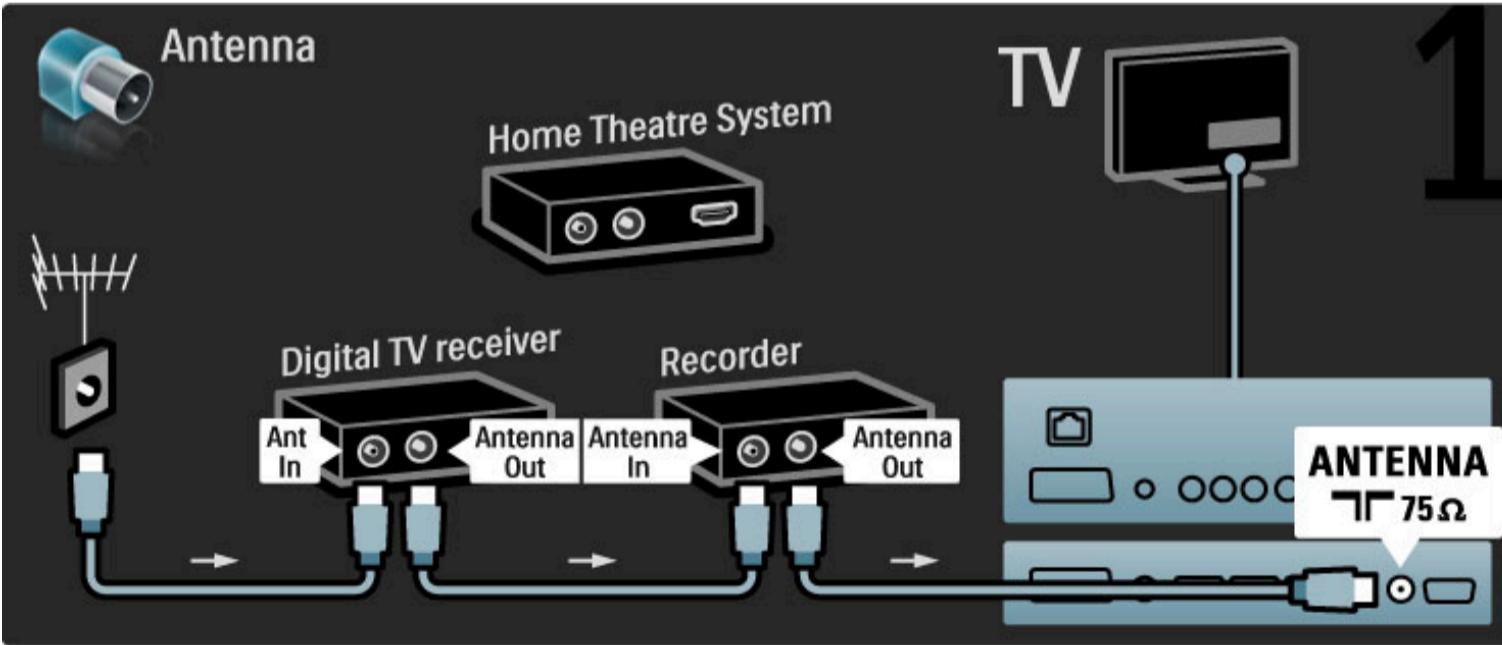 Antenna
TV
1
Home Theatre System
Digital TV receiver
Recorder
Ant
In
Antenna
Out
Antenna
In
Antenna
Out
ANTENNA
75 Ω